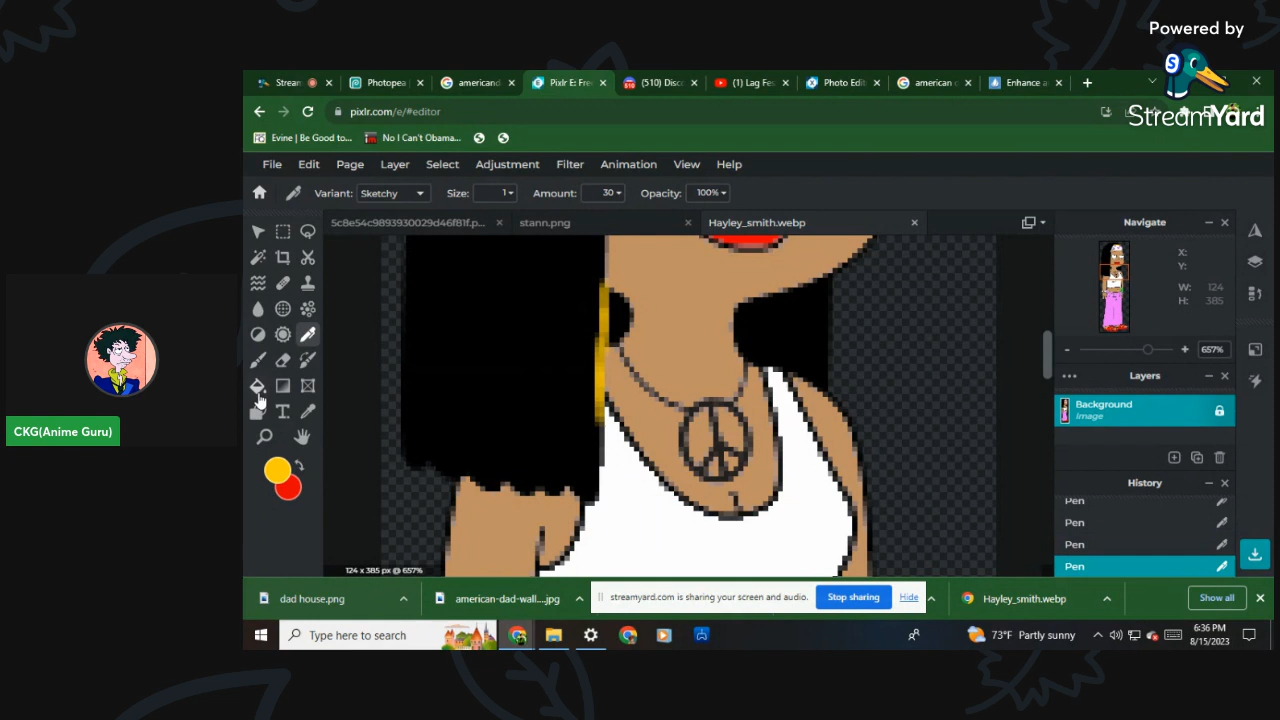 Powered by
StreamYard
Stream
Photopea
americand
Pixlr E: Fre
(510) Disc
(1) Lag Fe
Photo Edit
american
Enhance a
pixlr.com/e/#editor
Evine | Be Good to...
No I Can't Obama...
File Edit Page Layer Select Adjustment Filter Animation View Help
Variant: Sketchy Size: 1 Amount: 30 Opacity: 100%
5c8e54c9893930029d46f81f.p...
stann.png
Hayley_smith.webp
Navigate
X:
Y:
W: 124
H: 385
657%
Layers
Background
Image
History
Pen
Pen
Pen
Pen
124 x 385 px @ 657%
CKG(Anime Guru)
dad house.png
american-dad-wall....jpg
streamyard.com is sharing your screen and audio.
Stop sharing
Hide
Hayley_smith.webp
Show all
Type here to search
73°F Partly sunny
6:36 PM
8/15/2023